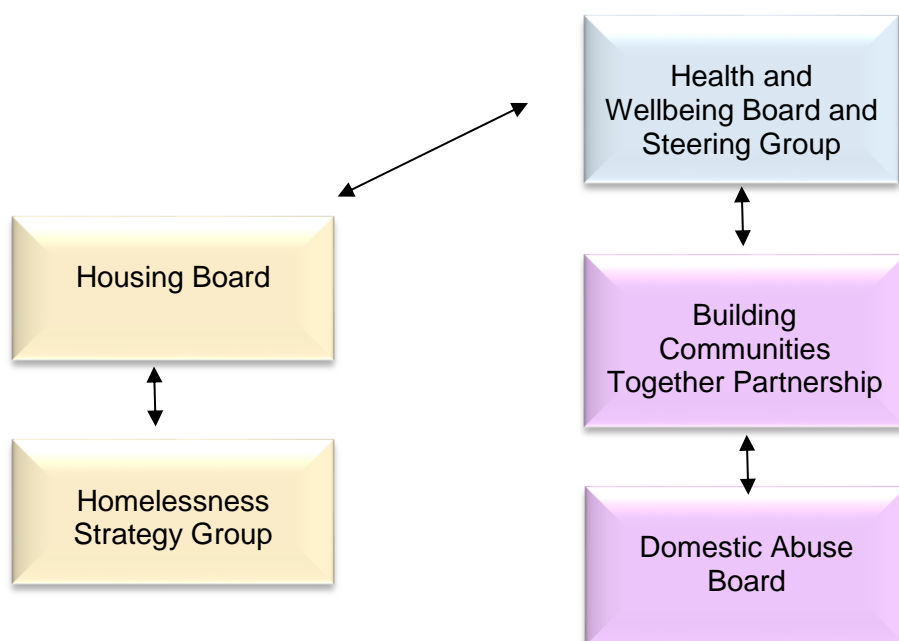 Health and
Wellbeing Board and
Steering Group
Housing Board
Building
Communities
Together Partnership
Homelessness
Strategy Group
Domestic Abuse
Board